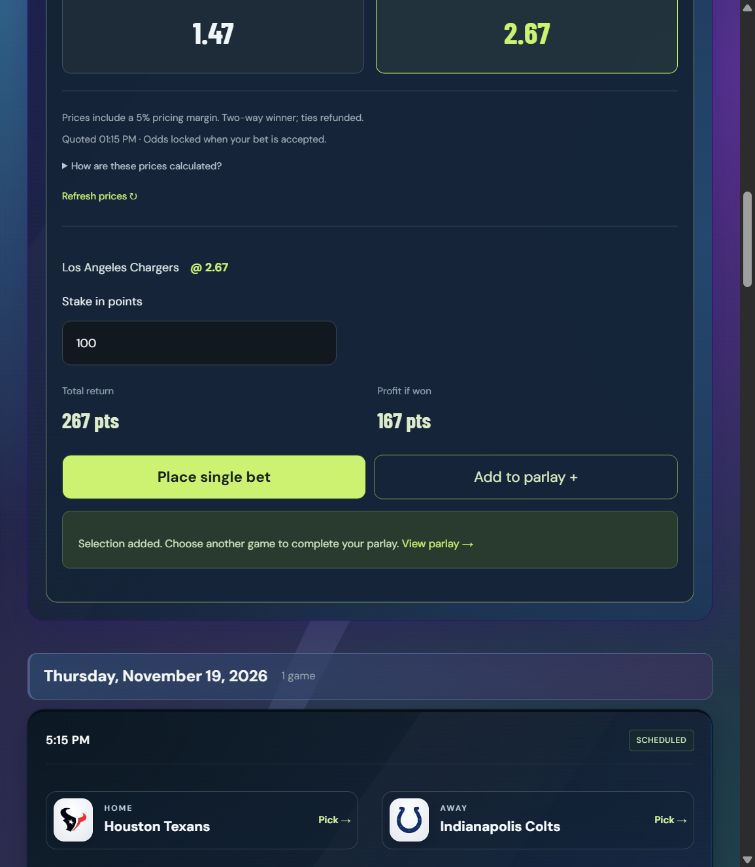 1.47
2.67
Prices include a 5% pricing margin. Two-way winner; ties refunded.
Quoted 01:15 PM · Odds locked when your bet is accepted.
▶ How are these prices calculated?
Refresh prices ↻
Los Angeles Chargers @ 2.67
Stake in points
100
Total return
Profit if won
267 pts
167 pts
Place single bet
Add to parlay +
Selection added. Choose another game to complete your parlay. View parlay →
Thursday, November 19, 2026 1 game
5:15 PM
SCHEDULED
HOME
Houston Texans
Pick →
AWAY
Indianapolis Colts
Pick →